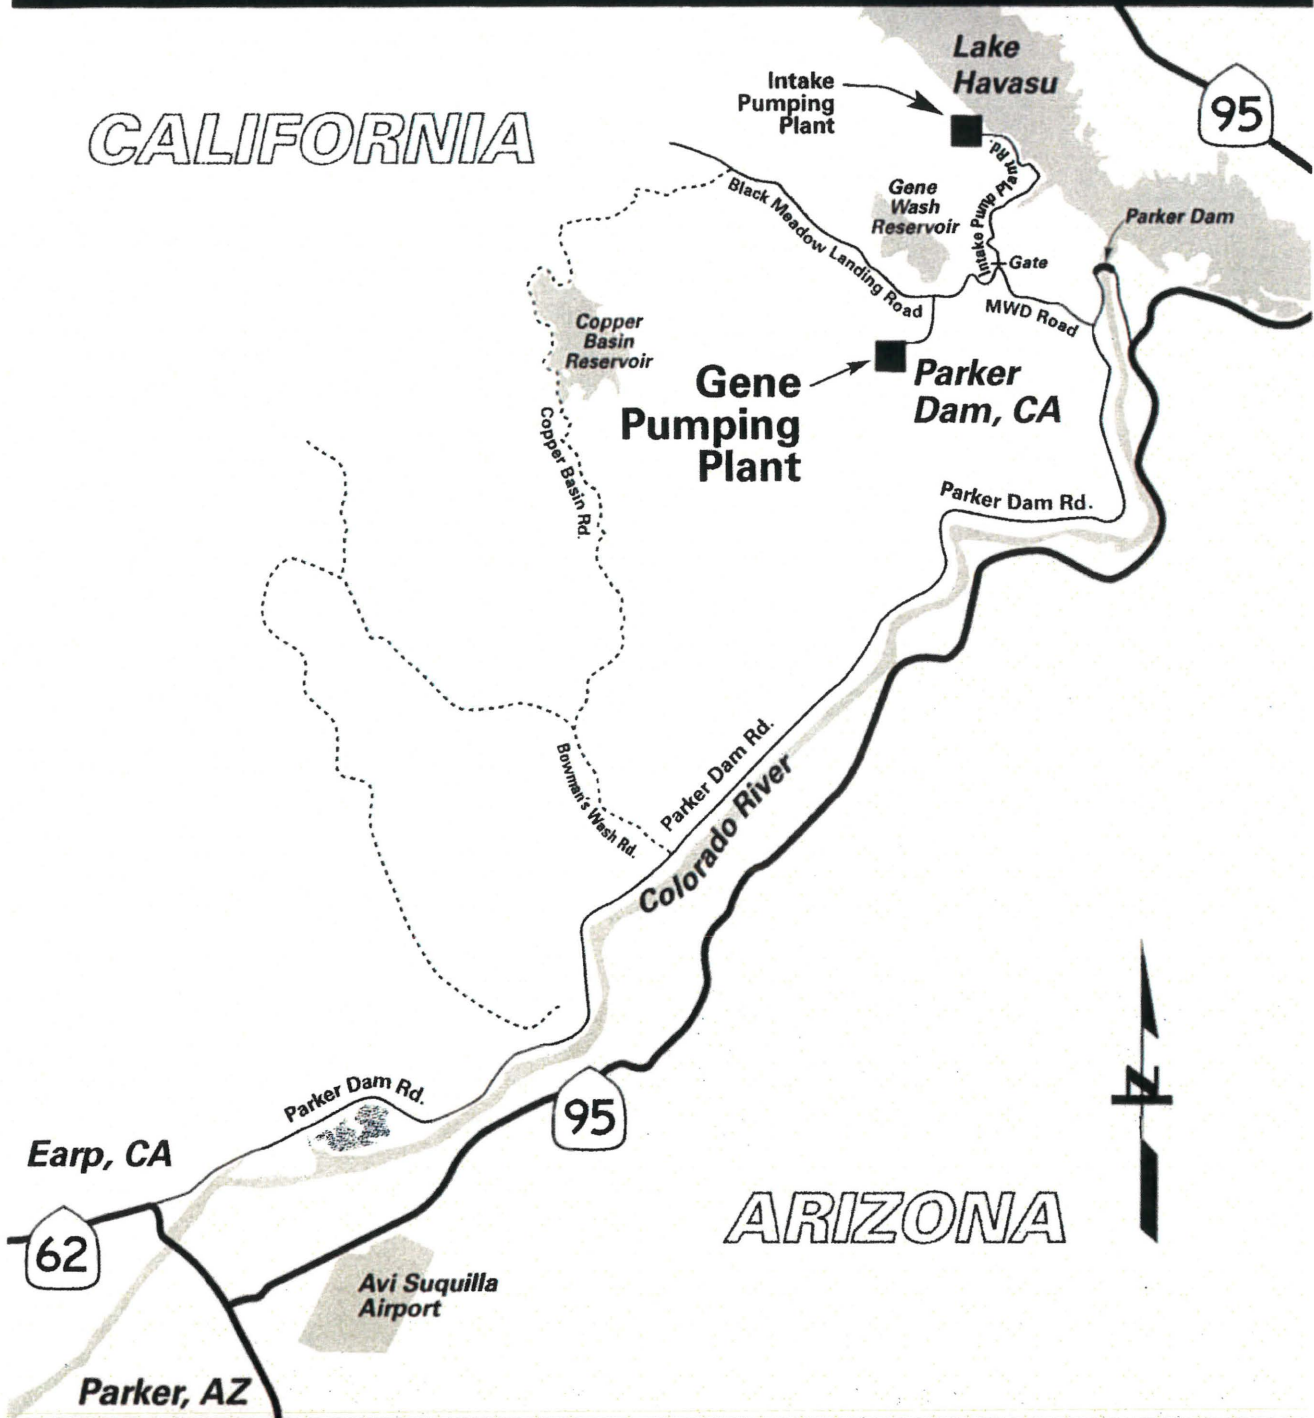 Lake
Havasu
95
Intake
Pumping
Plant
CALIFORNIA
Intake Pump Plant Rd.
Gene
Wash
Reservoir
Black Meadow Landing Road
Parker Dam
Gate
MWD Road
Copper
Basin
Reservoir
Gene
Pumping
Plant
Parker
Dam, CA
Copper Basin Rd.
Parker Dam Rd.
Parker Dam Rd.
Bowman's Wash Rd.
Colorado River
N
Parker Dam Rd.
95
Earp, CA
ARIZONA
62
Avi Suquilla
Airport
Parker, AZ